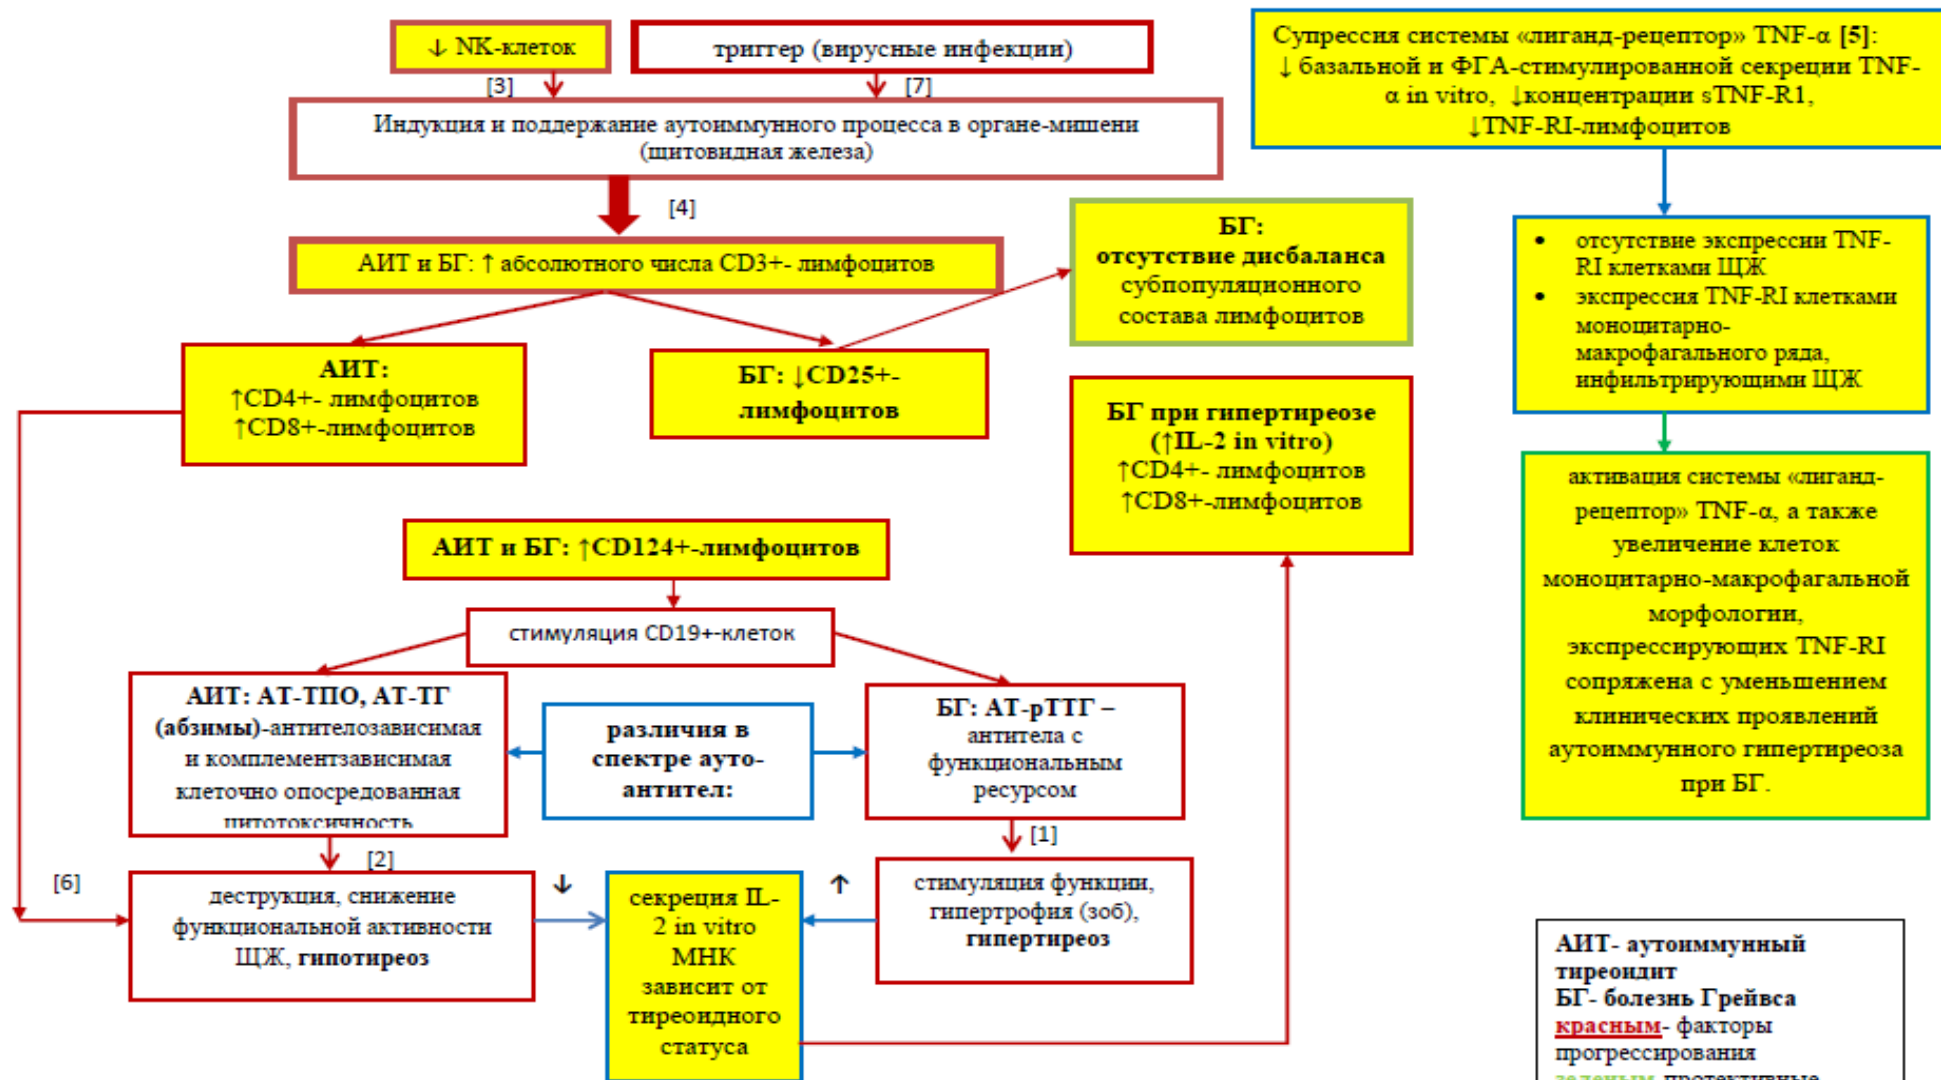 ↓ NK-клеток
триггер (вирусные инфекции)
[3]
[7]
Индукция и поддержание аутоиммунного процесса в органе-мишени
(щитовидная железа)
[4]
АИТ и БГ: ↑ абсолютного числа CD3+- лимфоцитов
АИТ:
↑CD4+- лимфоцитов
↑CD8+-лимфоцитов
БГ: ↓CD25+-
лимфоцитов
БГ:
отсутствие дисбаланса
субпопуляционного
состава лимфоцитов
БГ при гипертиреозе
(↑IL-2 in vitro)
↑CD4+- лимфоцитов
↑CD8+-лимфоцитов
АИТ и БГ: ↑CD124+-лимфоцитов
стимуляция CD19+-клеток
АИТ: АТ-ТПО, АТ-ТГ
(абзимы)-антителозависимая
и комплементзависимая
клеточно опосредованная
цитотоксичность
различия в
спектре ауто-
антител:
БГ: АТ-рТТГ –
антитела с
функциональным
ресурсом
[2]
[1]
[6]
деструкция, снижение
функциональной активности
ЩЖ, гипотиреоз
↓
секреция IL-
2 in vitro
МНК
зависит от
тиреоидного
статуса
↑
стимуляция функции,
гипертрофия (зоб),
гипертиреоз
Супрессия системы «лиганд-рецептор» TNF-α [5]:
↓ базальной и ФГА-стимулированной секреции TNF-
α in vitro, ↓концентрации sTNF-R1,
↓TNF-RI-лимфоцитов
• отсутствие экспрессии TNF-
RI клетками ЩЖ
• экспрессия TNF-RI клетками
моноцитарно-
макрофагального ряда,
инфильтрирующими ЩЖ
активация системы «лиганд-
рецептор» TNF-α, а также
увеличение клеток
моноцитарно-макрофагальной
морфологии,
экспрессирующих TNF-RI
сопряжена с уменьшением
клинических проявлений
аутоиммунного гипертиреоза
при БГ.
АИТ- аутоиммунный
тиреоидит
БГ- болезнь Грейвса
красным- факторы
прогрессирования
зеленым-протективные